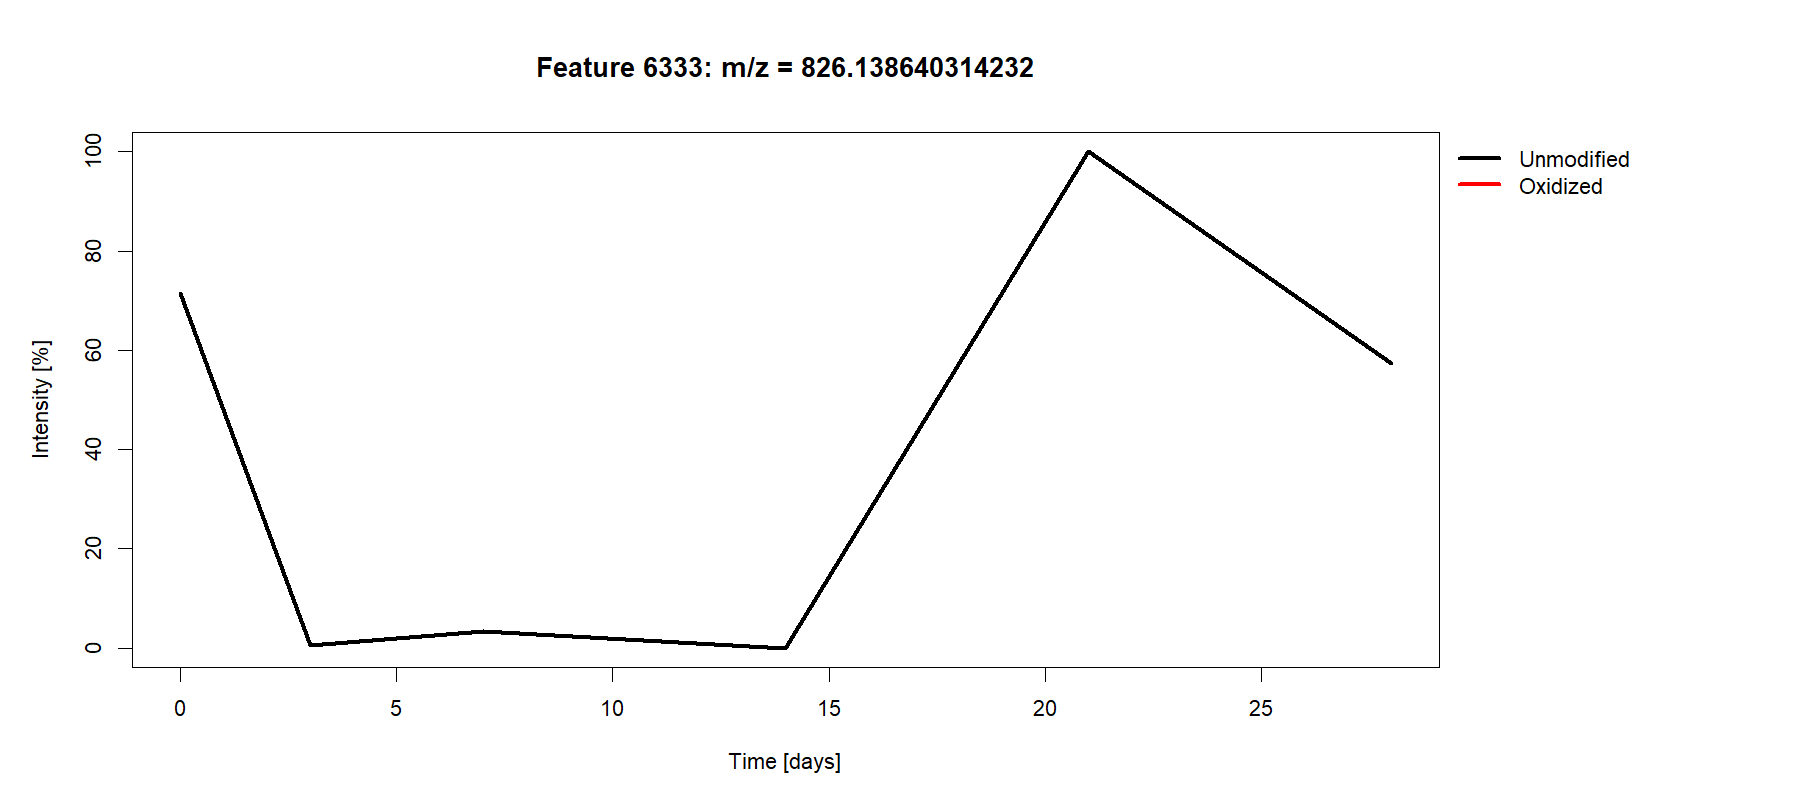 Feature 6333: m/z = 826.138640314232
Unmodified
Oxidized
Intensity [%]
100
80
60
40
20
0
0 5 10 15 20 25
Time [days]